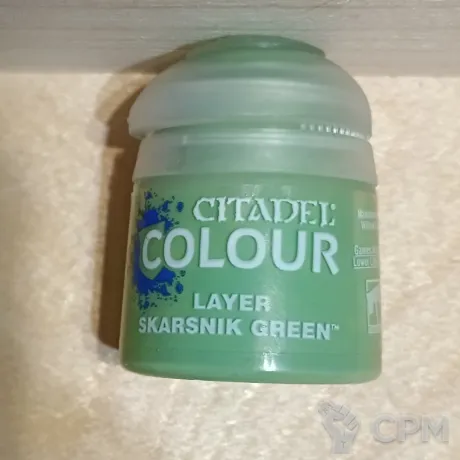 CITADEL
COLOUR
LAYER
SKARSNIK GREEN™
CPM